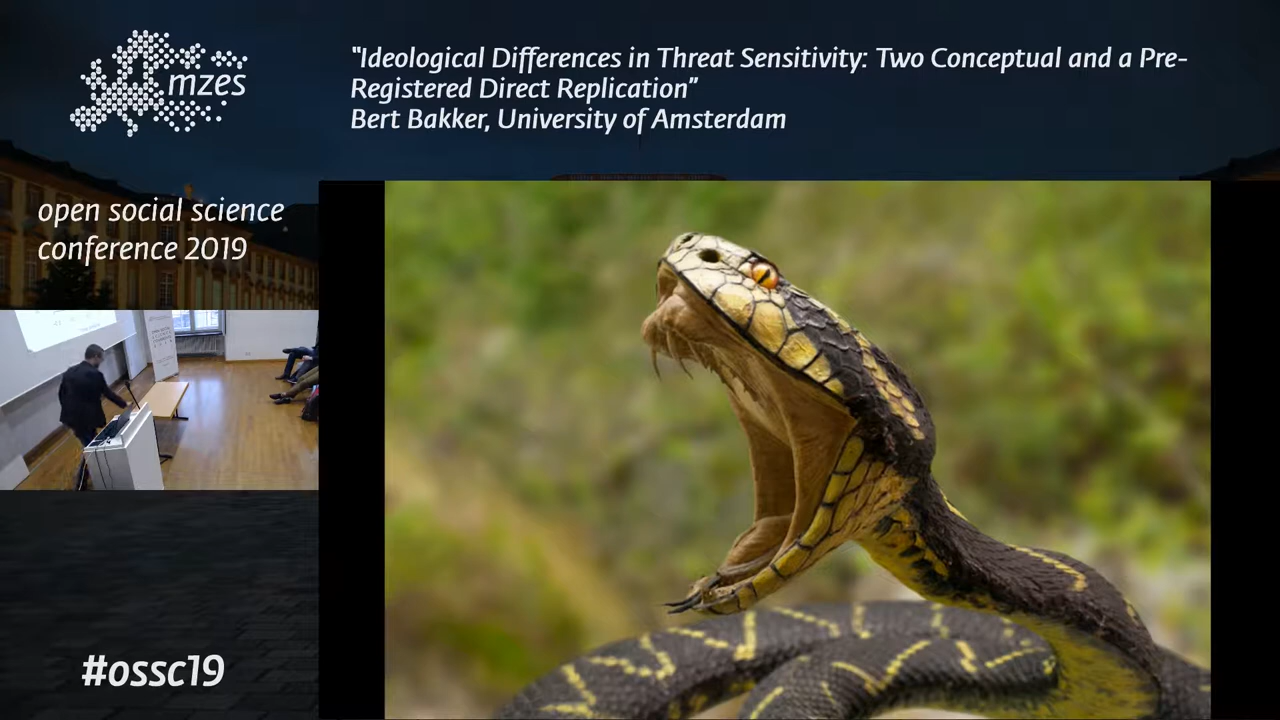 mzes
"Ideological Differences in Threat Sensitivity: Two Conceptual and a Pre-
Registered Direct Replication"
Bert Bakker, University of Amsterdam
open social science
conference 2019
#ossc19